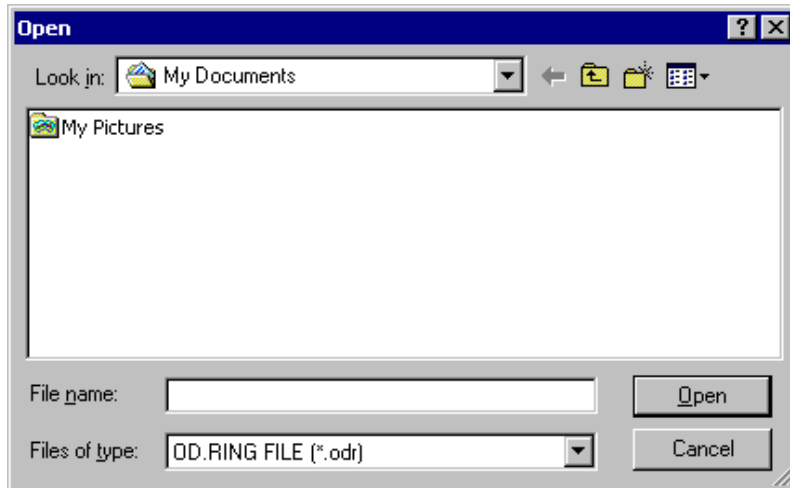 Open
Look in: My Documents
My Pictures
File name:
Open
Files of type: OD.RING FILE (*.odr)
Cancel